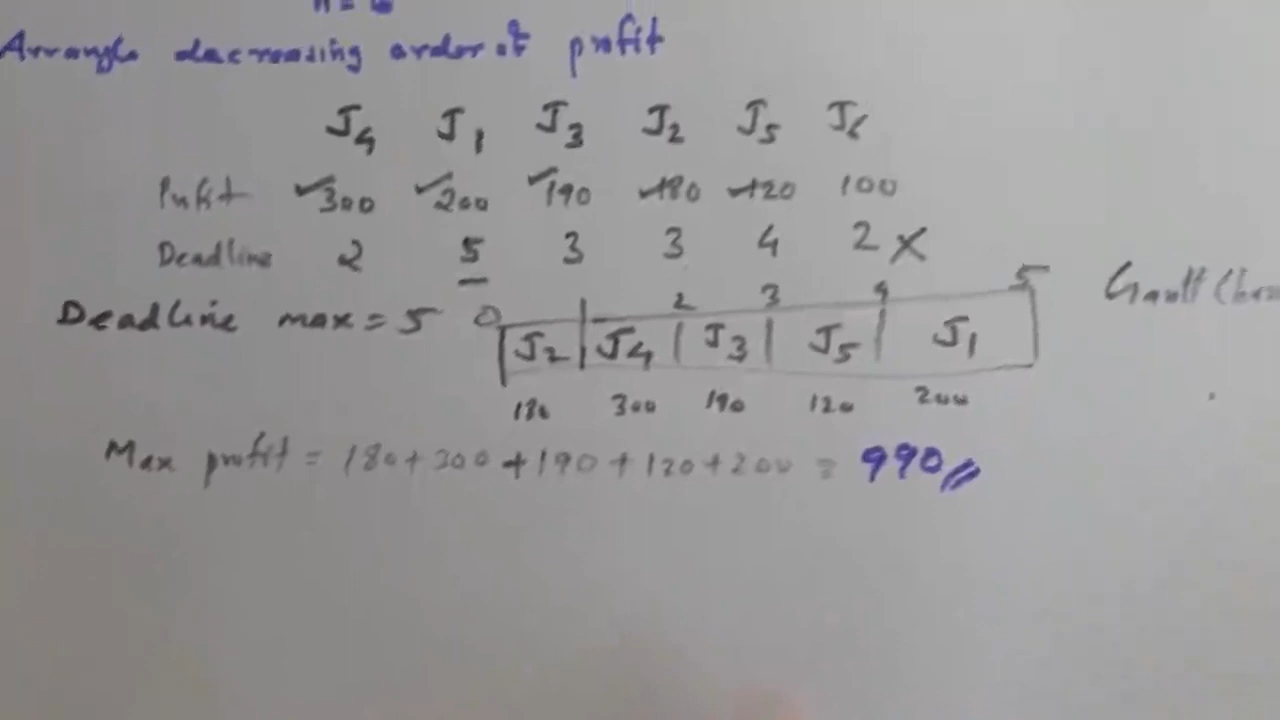 n = 6
Arrange decreasing order of profit
J4 J1 J3 J2 J5 J6
Profit 300 200 190 180 120 100
Deadline 2 5 3 3 4 2 X
0 2 3 4 5
Deadline max = 5 J2 J4 J3 J5 J1 Gantt
180 300 190 120 200
Max profit = 180 + 300 + 190 + 120 + 200 = 990